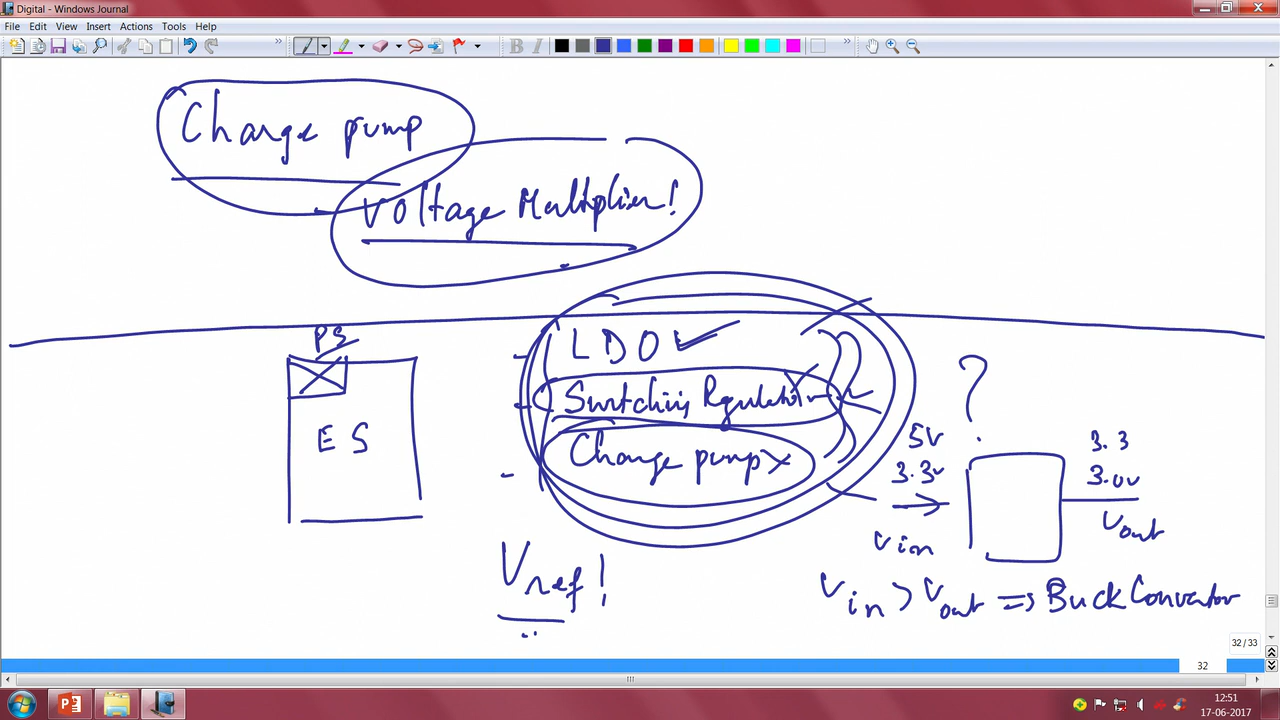 Digital - Windows Journal
File Edit View Insert Actions Tools Help
B I
Charge pump
Voltage Multiplier!
PS
ES
LDO
Switching Regulator
Charge pump
?
5V
3.3V
Vin
3.3
3.0V
Vout
Vref!
Vin > Vout => Buck Convertor
32/33
32
12:51
17-06-2017